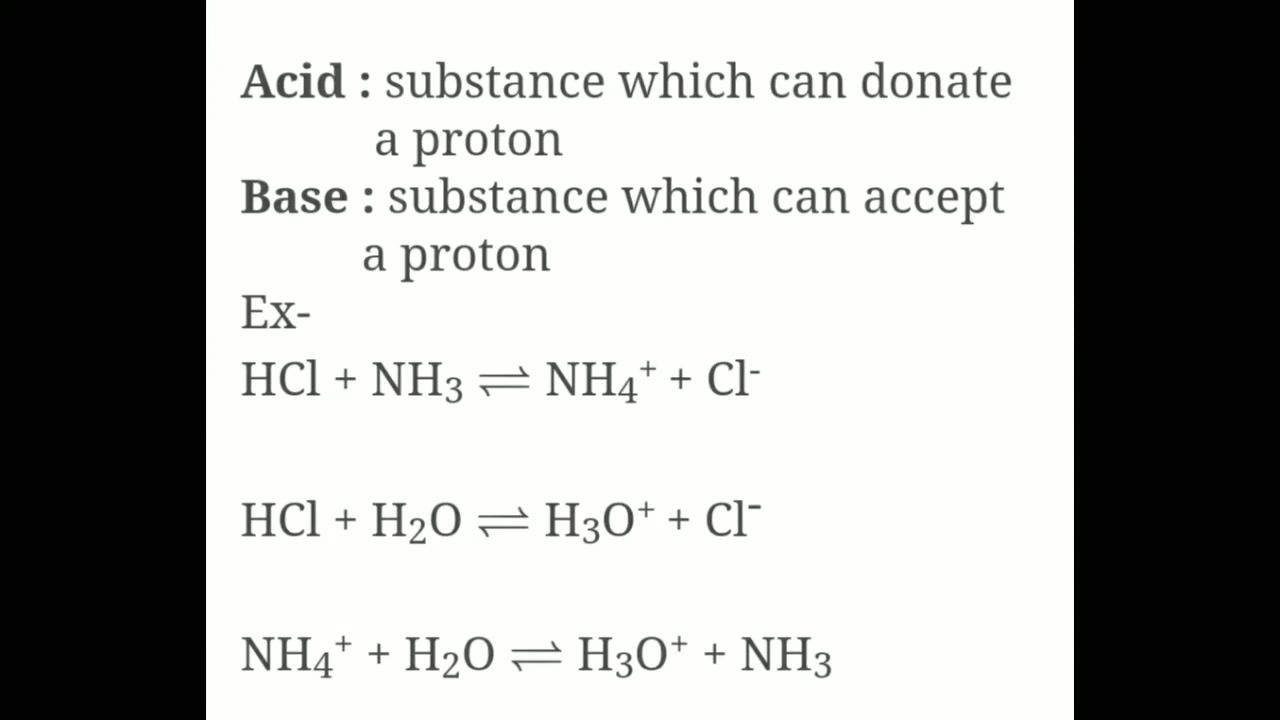 Acid : substance which can donate
a proton
Base : substance which can accept
a proton
Ex-
HCl + NH₃ ⇌ NH₄⁺ + Cl⁻
HCl + H₂O ⇌ H₃O⁺ + Cl⁻
NH₄⁺ + H₂O ⇌ H₃O⁺ + NH₃